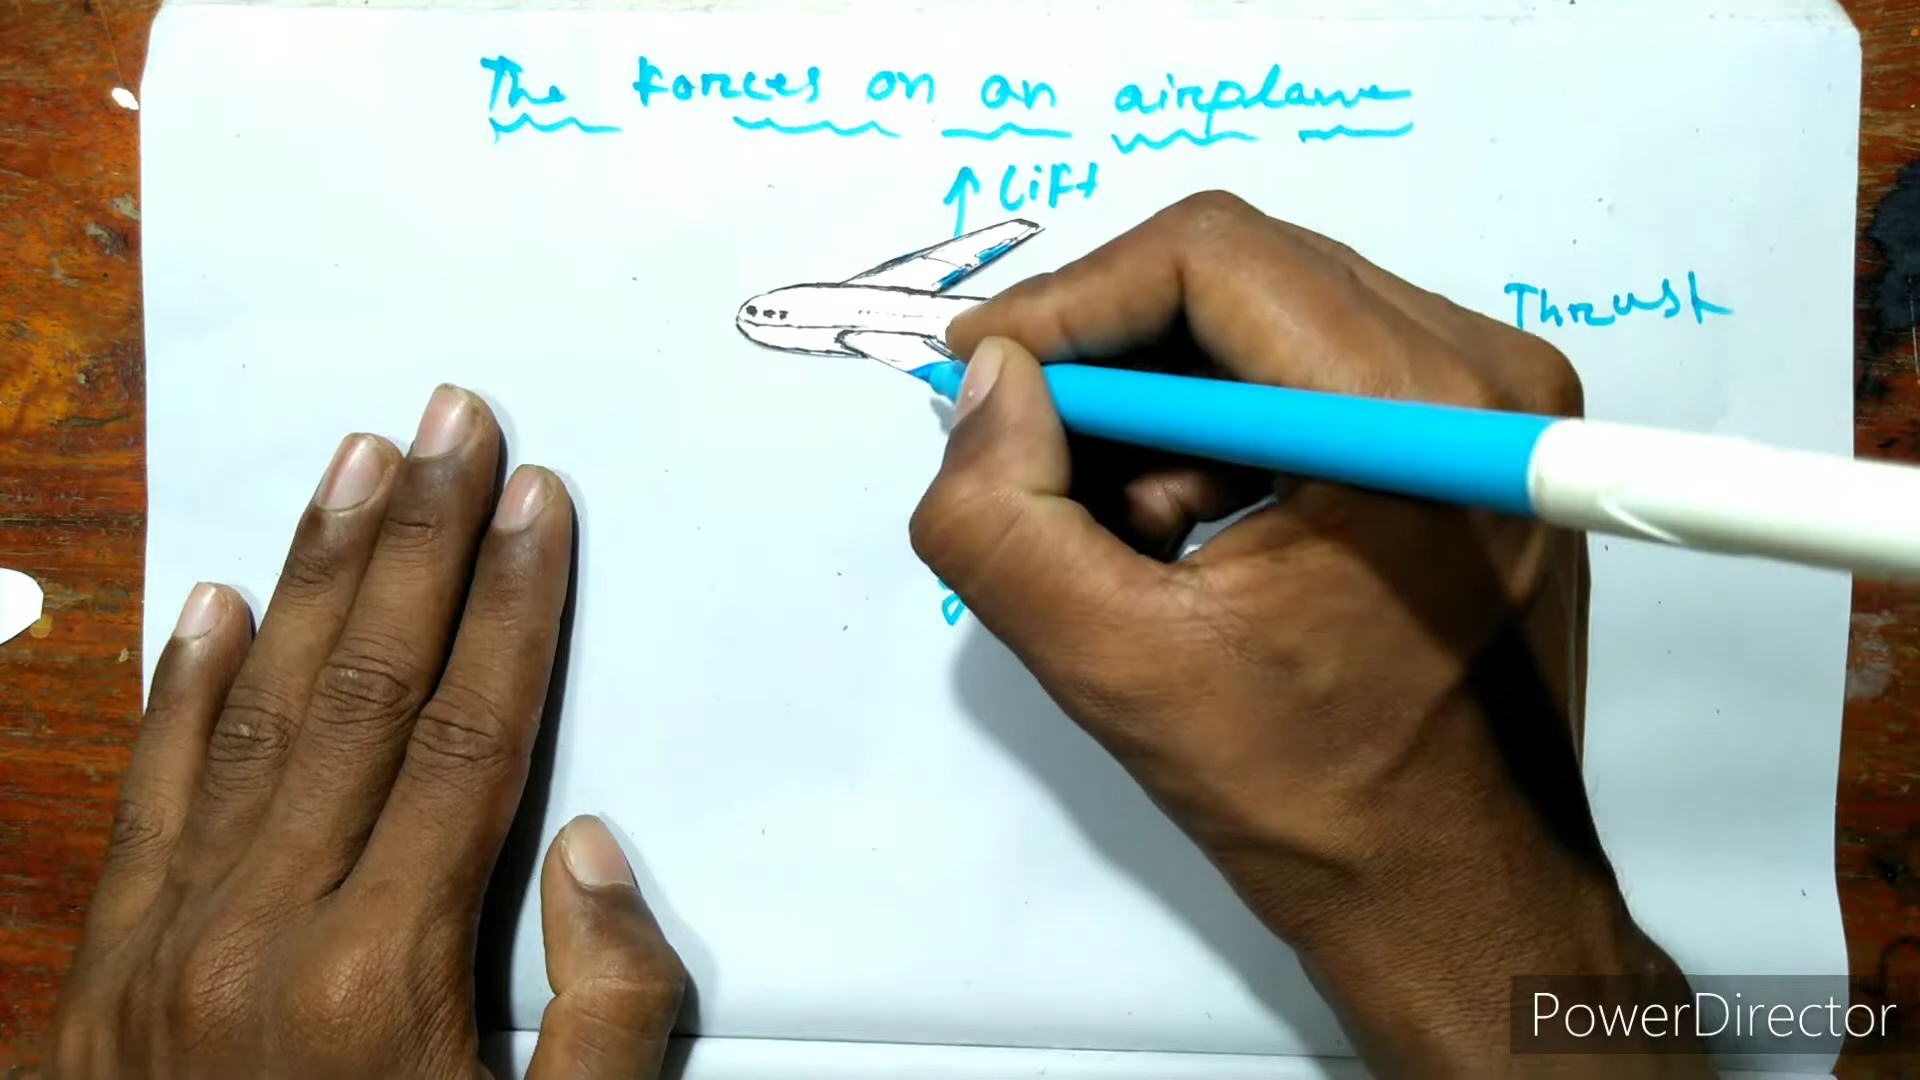 The Forces on an airplane
Lift
Thrust
PowerDirector